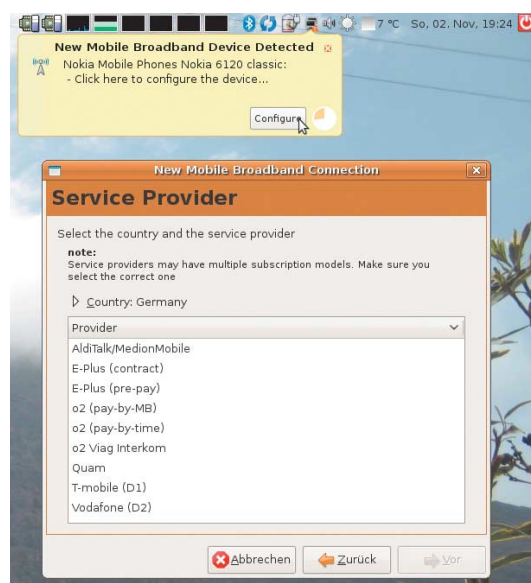 7 °C So, 02. Nov, 19:24
New Mobile Broadband Device Detected
Nokia Mobile Phones Nokia 6120 classic:
- Click here to configure the device...
Configure
New Mobile Broadband Connection
Service Provider
Select the country and the service provider
note:
Service providers may have multiple subscription models. Make sure you
select the correct one
Country: Germany
Provider
AldiTalk/MedionMobile
E-Plus (contract)
E-Plus (pre-pay)
o2 (pay-by-MB)
o2 (pay-by-time)
o2 Viag Interkom
Quam
T-mobile (D1)
Vodafone (D2)
Abbrechen
Zurück
Vor